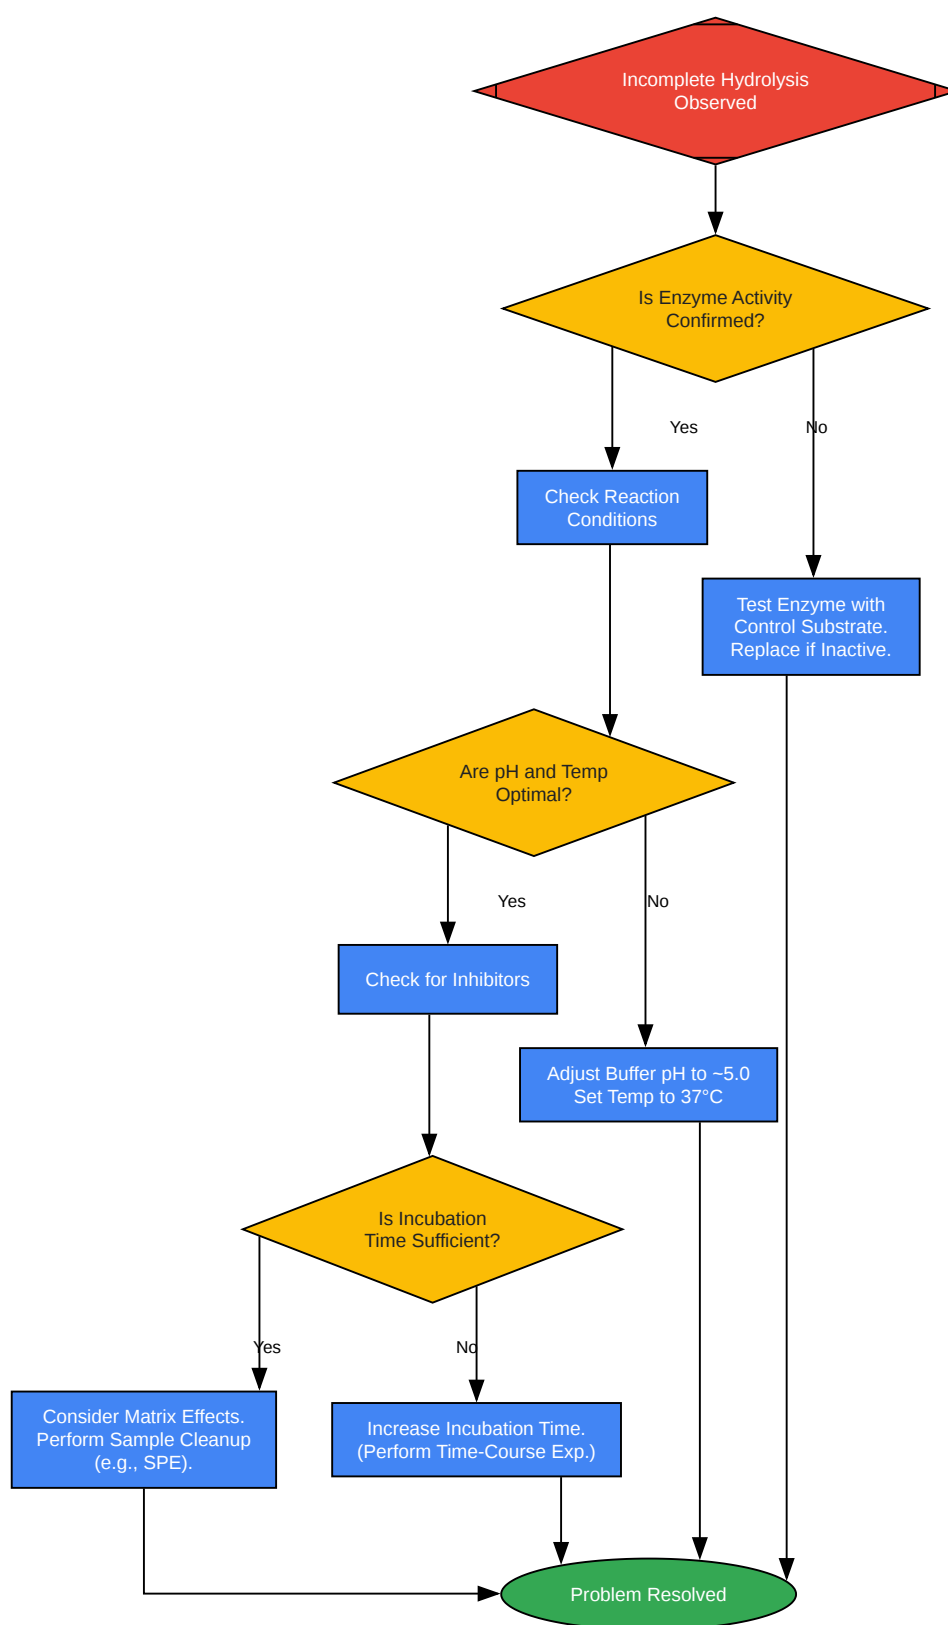 Incomplete Hydrolysis
Observed
Is Enzyme Activity
Confirmed?
Yes
No
Check Reaction
Conditions
Test Enzyme with
Control Substrate.
Replace if Inactive.
Are pH and Temp
Optimal?
Yes
No
Check for Inhibitors
Adjust Buffer pH to ~5.0
Set Temp to 37°C
Is Incubation
Time Sufficient?
Yes
No
Consider Matrix Effects.
Perform Sample Cleanup
(e.g., SPE).
Increase Incubation Time.
(Perform Time-Course Exp.)
Problem Resolved